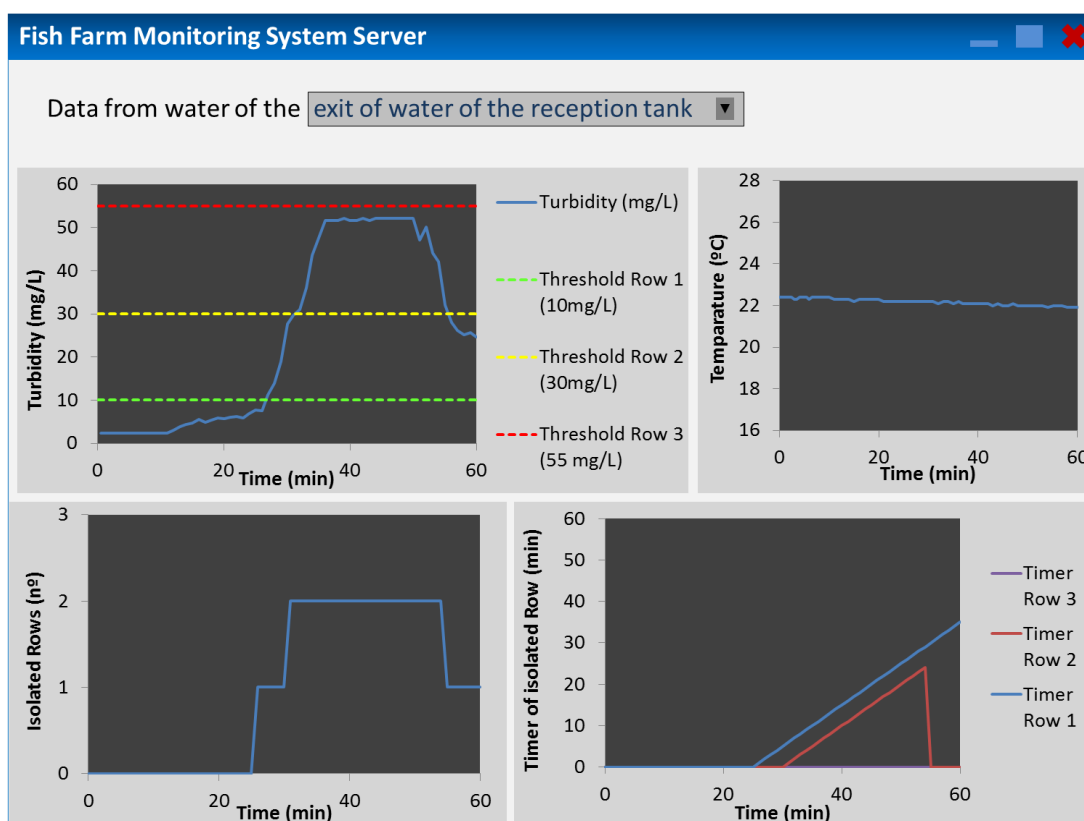 Fish Farm Monitoring System Server
Data from water of the exit of water of the reception tank
Turbidity (mg/L)
60
50
40
30
20
10
0
0
20
40
60
Time (min)
Turbidity (mg/L)
Threshold Row 1
(10mg/L)
Threshold Row 2
(30mg/L)
Threshold Row 3
(55 mg/L)
Temparature (ºC)
28
26
24
22
20
18
16
0
20
40
60
Time (min)
Isolated Rows (nº)
3
2
1
0
0
20
40
60
Time (min)
Timer of isolated Row (min)
60
50
40
30
20
10
0
0
20
40
60
Time (min)
Timer
Row 3
Timer
Row 2
Timer
Row 1